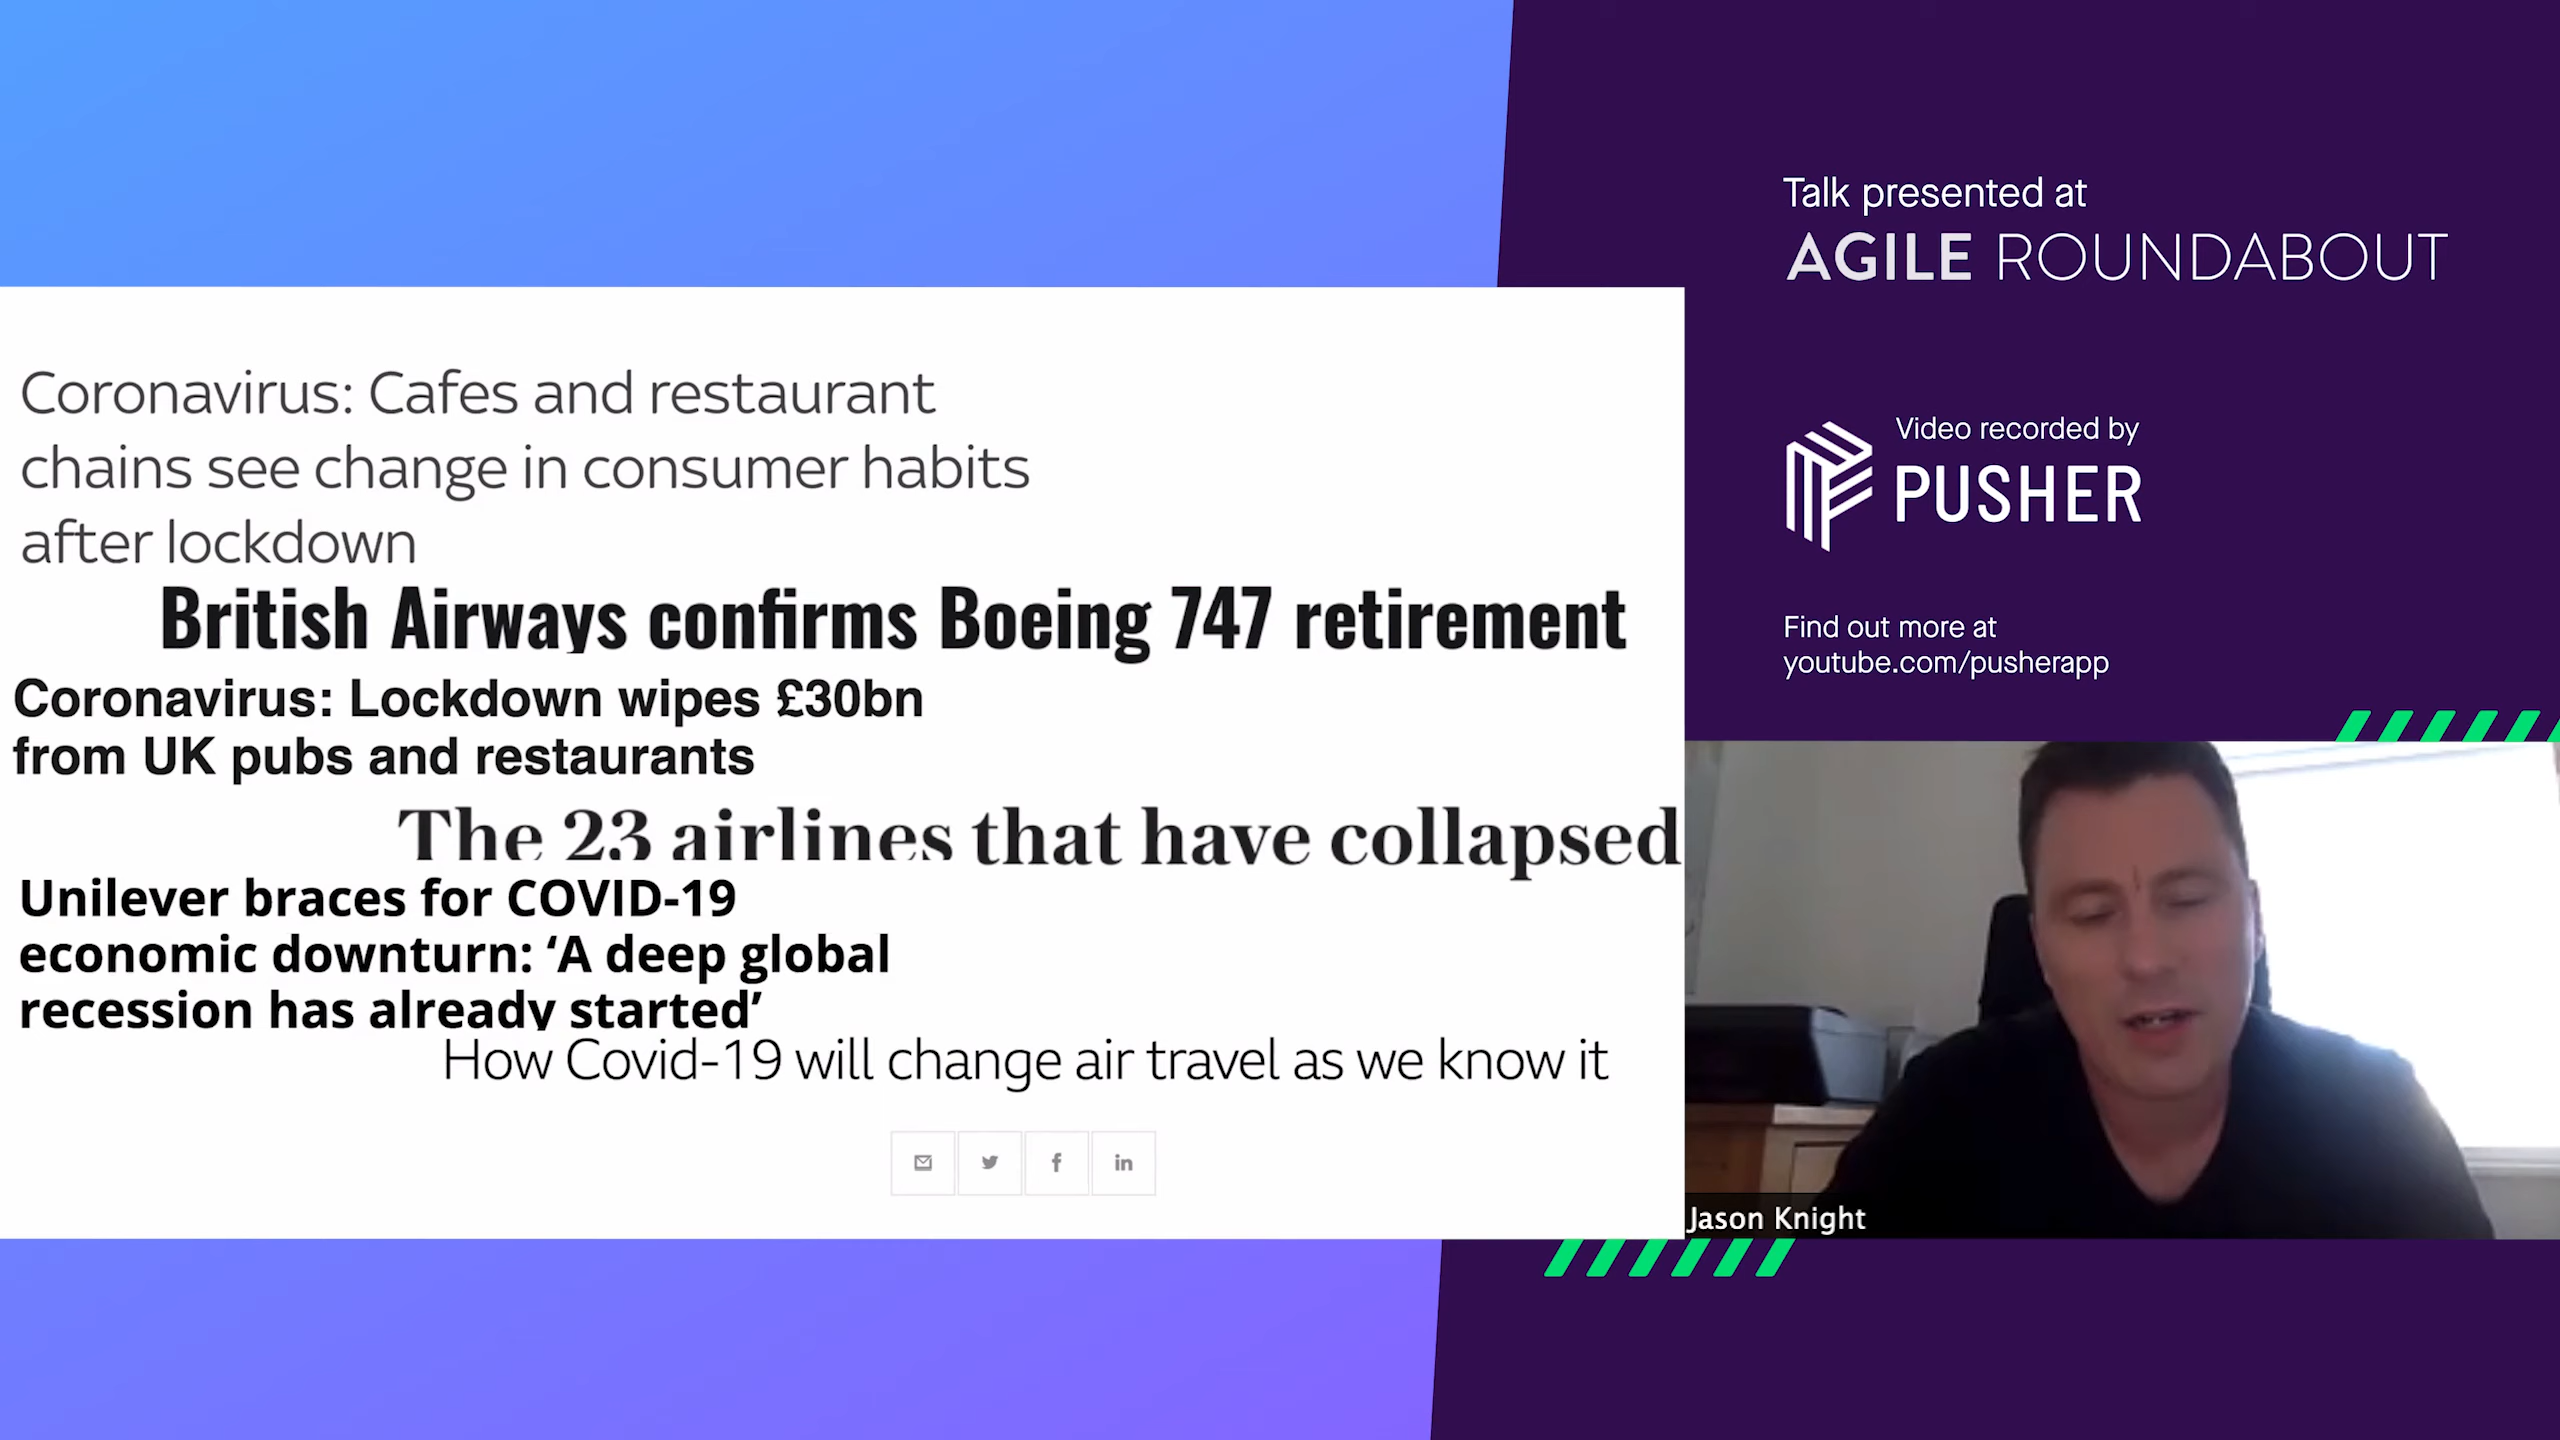 Coronavirus: Cafes and restaurant
chains see change in consumer habits
after lockdown
British Airways confirms Boeing 747 retirement
Coronavirus: Lockdown wipes £30bn
from UK pubs and restaurants
The 23 airlines that have collapsed
Unilever braces for COVID-19
economic downturn: ‘A deep global
recession has already started’
How Covid-19 will change air travel as we know it
Talk presented at
AGILE ROUNDABOUT
Video recorded by
PUSHER
Find out more at
youtube.com/pusherapp
Jason Knight